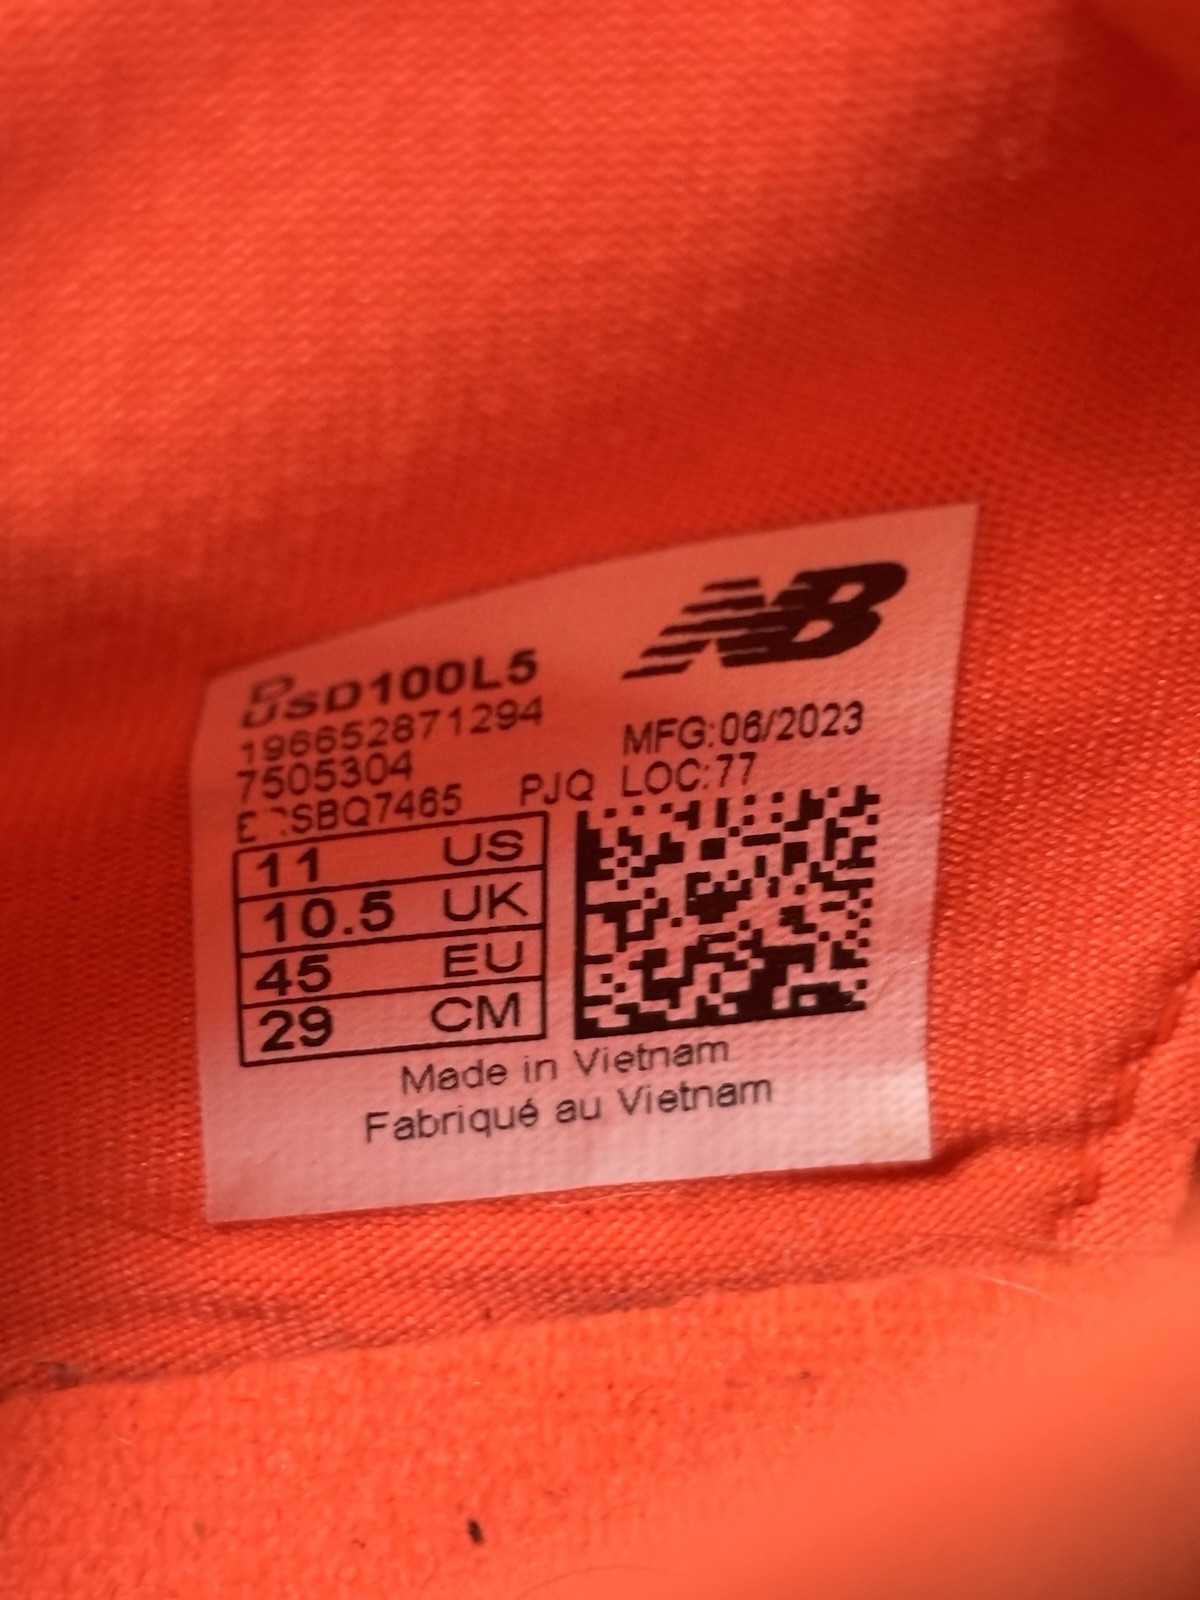 NB
SD100L5
196652871294
7505304
MFG:06/2023
SBQ7465 PJQ LOC:77
11 US
10.5 UK
45 EU
29 CM
Made in Vietnam
Fabriqué au Vietnam